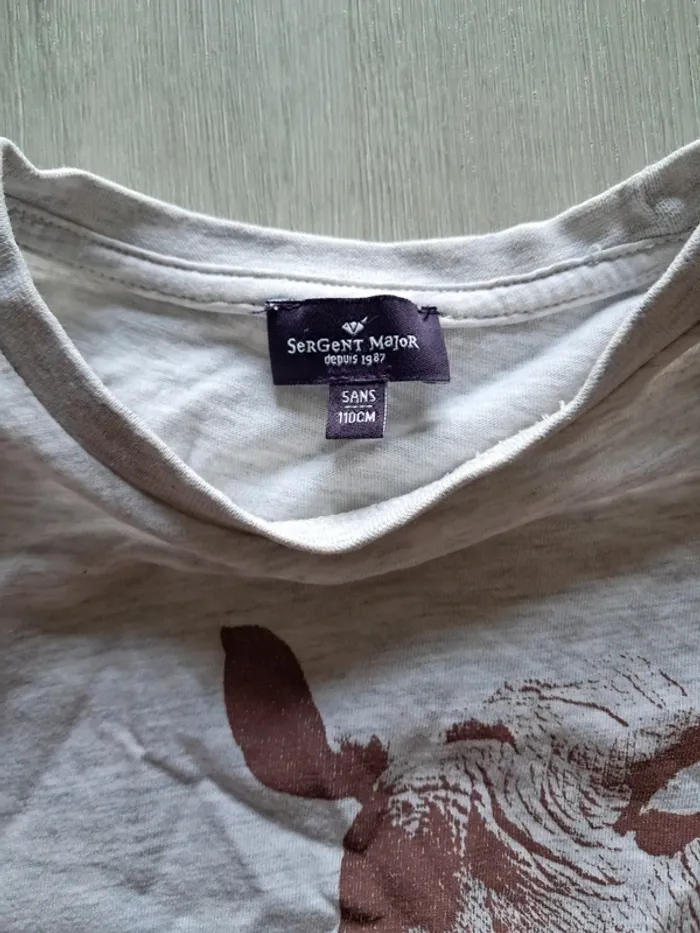 SerGent Major
depuis 1987
5ANS
110CM